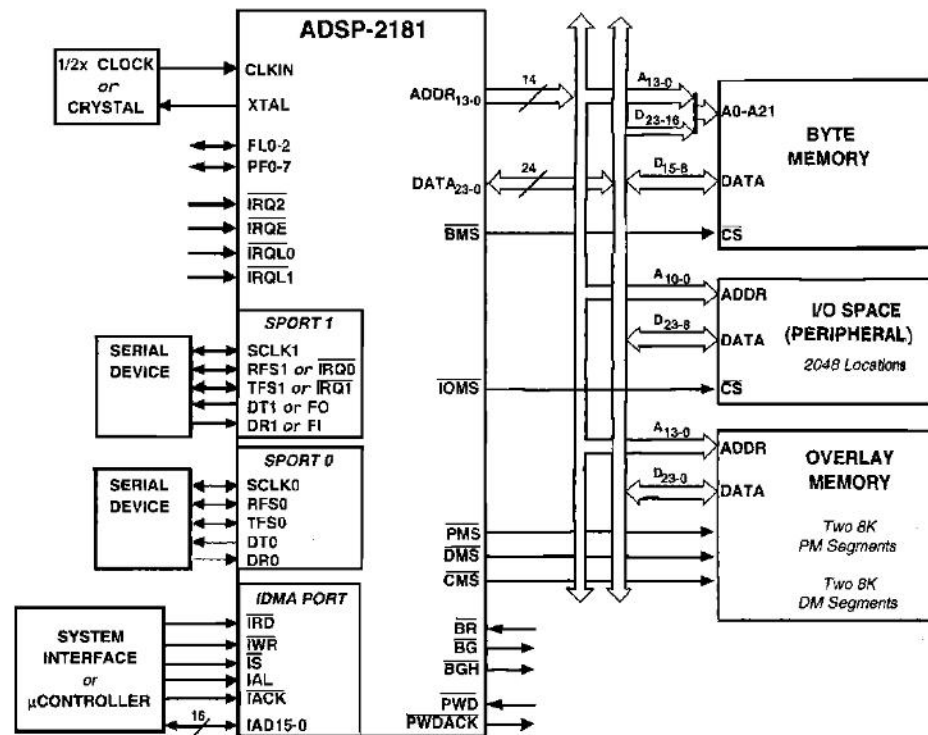 ADSP-2181
1/2x CLOCK
or
CRYSTAL
CLKIN
XTAL
FL0-2
PF0-7
IRQ2
IRQE
IRQL0
IRQL1
SPORT 1
SERIAL
DEVICE
SCLK1
RFS1 or IRQ0
TFS1 or IRQ1
DT1 or FO
DR1 or FI
SPORT 0
SERIAL
DEVICE
SCLK0
RFS0
TFS0
DT0
DR0
IDMA PORT
SYSTEM
INTERFACE
or
µCONTROLLER
IRD
IWR
IS
IAL
IACK
16
IAD15-0
ADDR13-0
14
DATA23-0
24
BMS
IOMS
PMS
DMS
CMS
BR
BG
BGH
PWD
PWDACK
A13-0
D23-16
D15-8
A0-A21
BYTE
MEMORY
DATA
CS
A10-0
D23-8
ADDR
I/O SPACE
(PERIPHERAL)
DATA
2048 Locations
CS
A13-0
D23-0
ADDR
OVERLAY
MEMORY
DATA
Two 8K
PM Segments
Two 8K
DM Segments